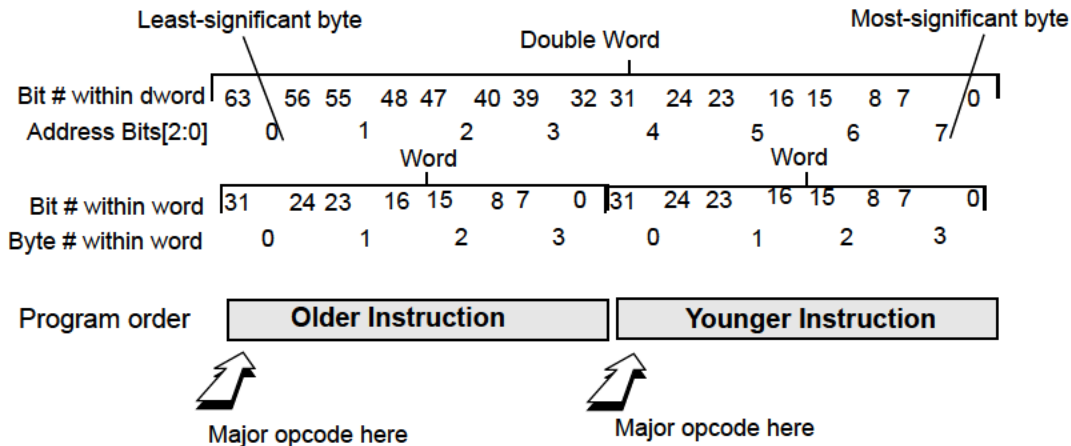 Least-significant byte Most-significant byte
Double Word
Bit # within dword 63 56 55 48 47 40 39 32 31 24 23 16 15 8 7 0
Address Bits[2:0] 0 1 2 3 4 5 6 7
Word Word
Bit # within word 31 24 23 16 15 8 7 0 31 24 23 16 15 8 7 0
Byte # within word 0 1 2 3 0 1 2 3
Program order Older Instruction Younger Instruction
Major opcode here Major opcode here